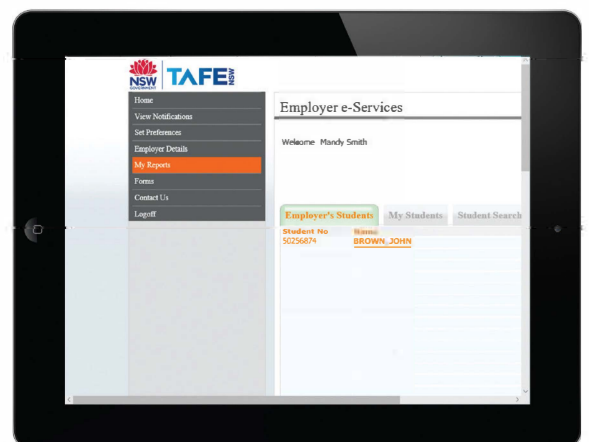 NSW
GOVERNMENT
TAFE NSW
Home
View Notifications
Set Preferences
Employer Details
My Reports
Forms
Contact Us
Logoff
Employer e-Services
Welcome Mandy Smith
Employer's Students
My Students
Student Search
Student No Name
50256874 BROWN, JOHN